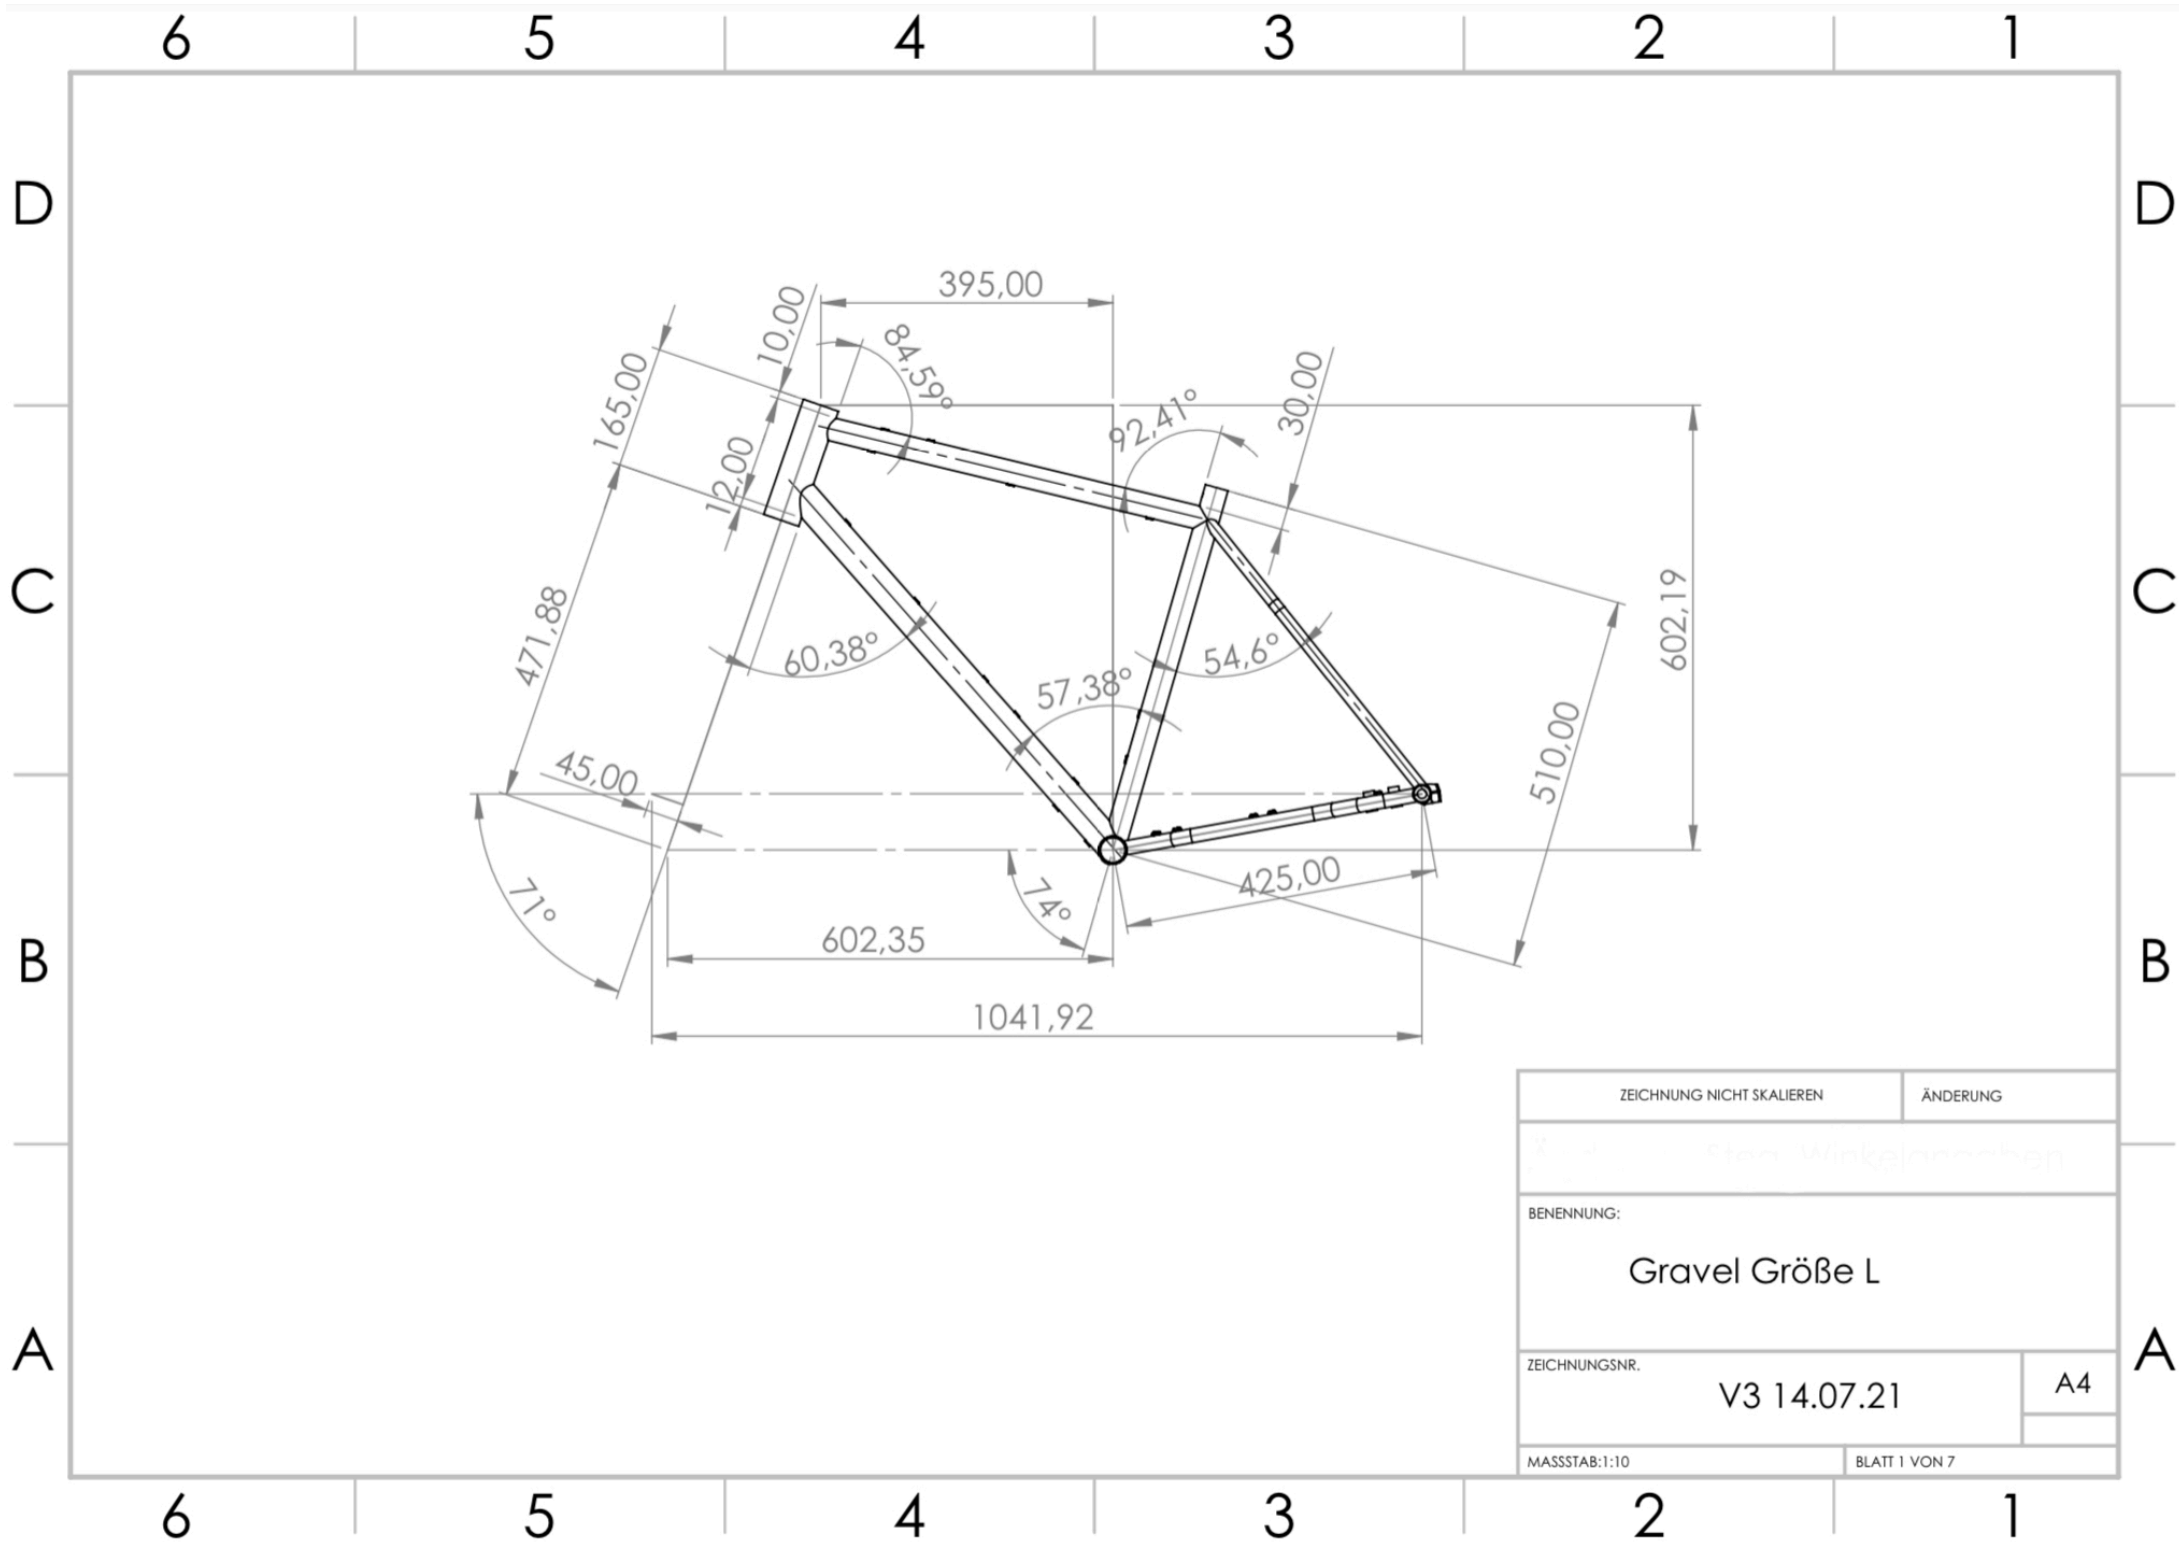 6 5 4 3 2 1
D D
395,00
10,00
84,59°
165,00
30,00
92,41°
12,00
C C
471,88
602,19
60,38°
54,6°
57,38°
510,00
45,00
425,00
71°
74°
602,35
B B
1041,92
ZEICHNUNG NICHT SKALIEREN ÄNDERUNG
BENENNUNG:
Gravel Größe L
A A
ZEICHNUNGSNR.
V3 14.07.21 A4
MASSSTAB:1:10 BLATT 1 VON 7
6 5 4 3 2 1